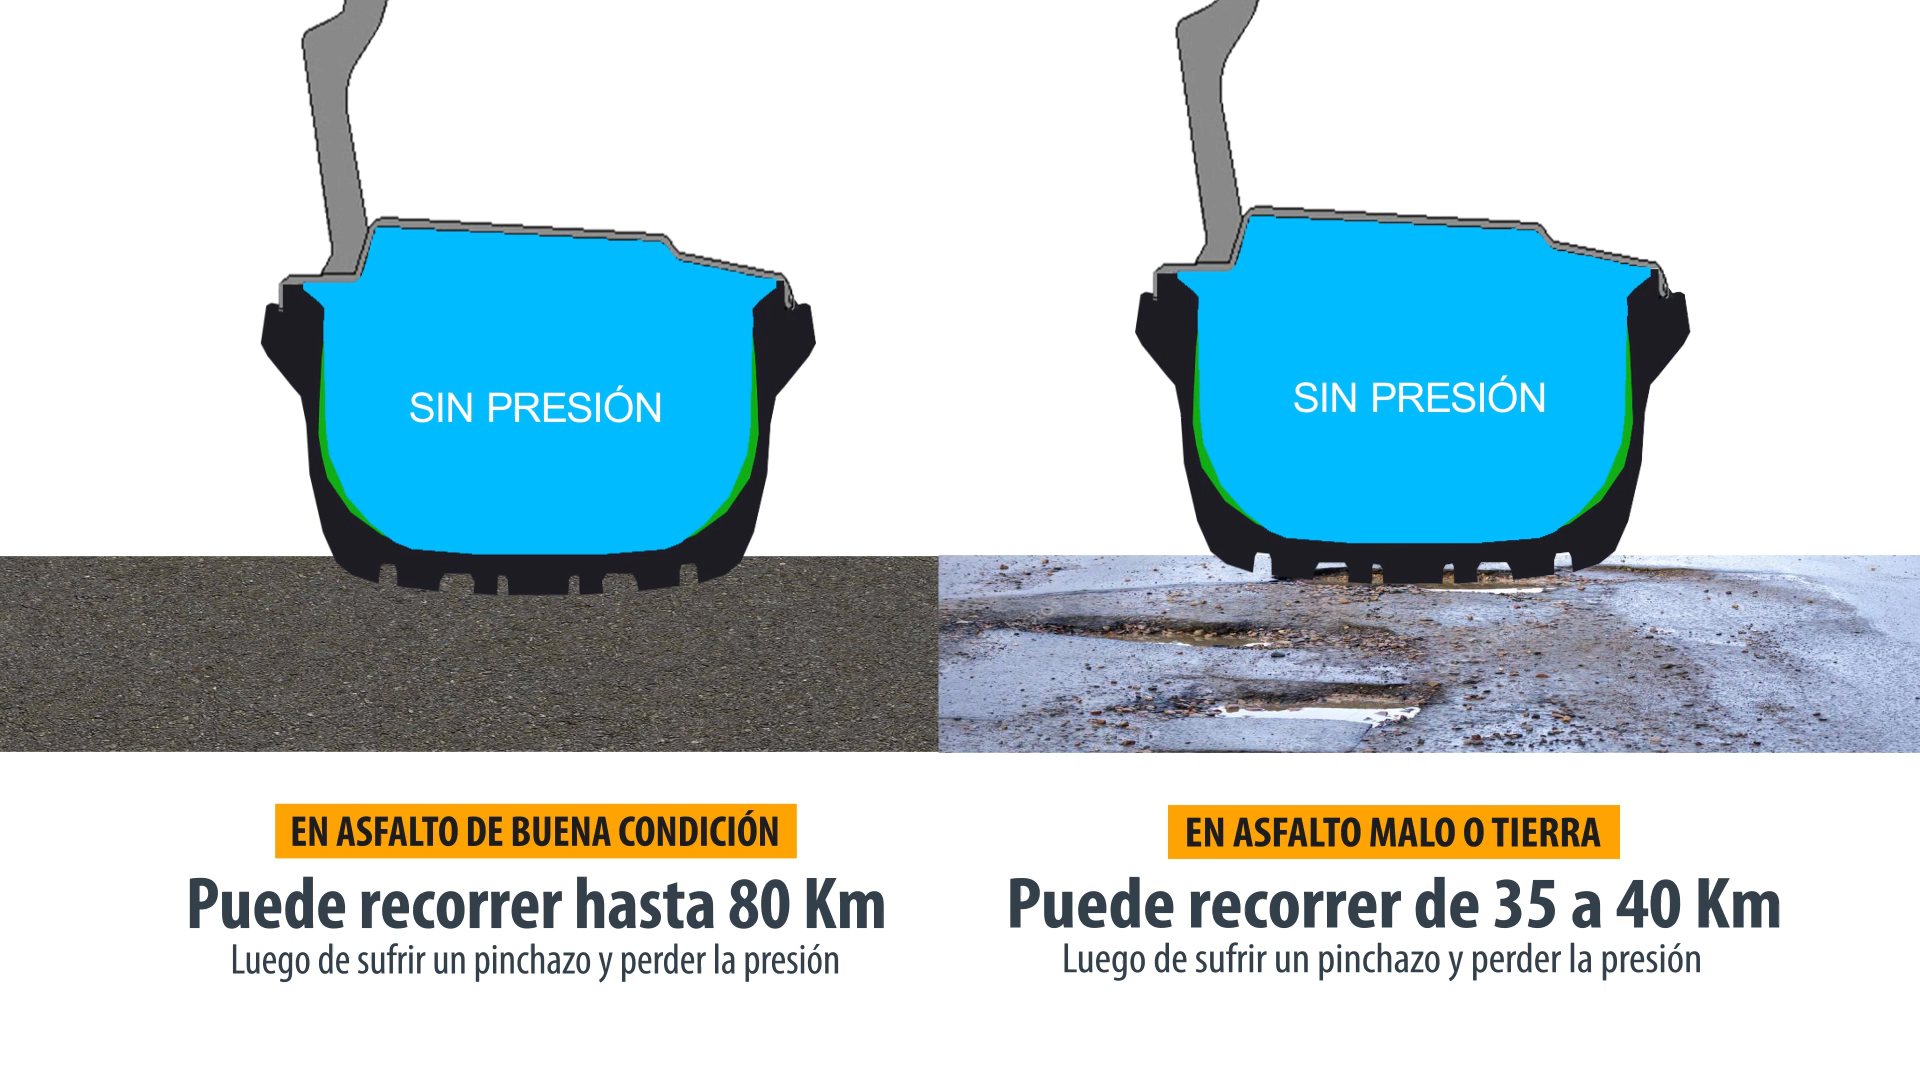 SIN PRESIÓN
SIN PRESIÓN
EN ASFALTO DE BUENA CONDICIÓN
Puede recorrer hasta 80 Km
Luego de sufrir un pinchazo y perder la presión
EN ASFALTO MALO O TIERRA
Puede recorrer de 35 a 40 Km
Luego de sufrir un pinchazo y perder la presión